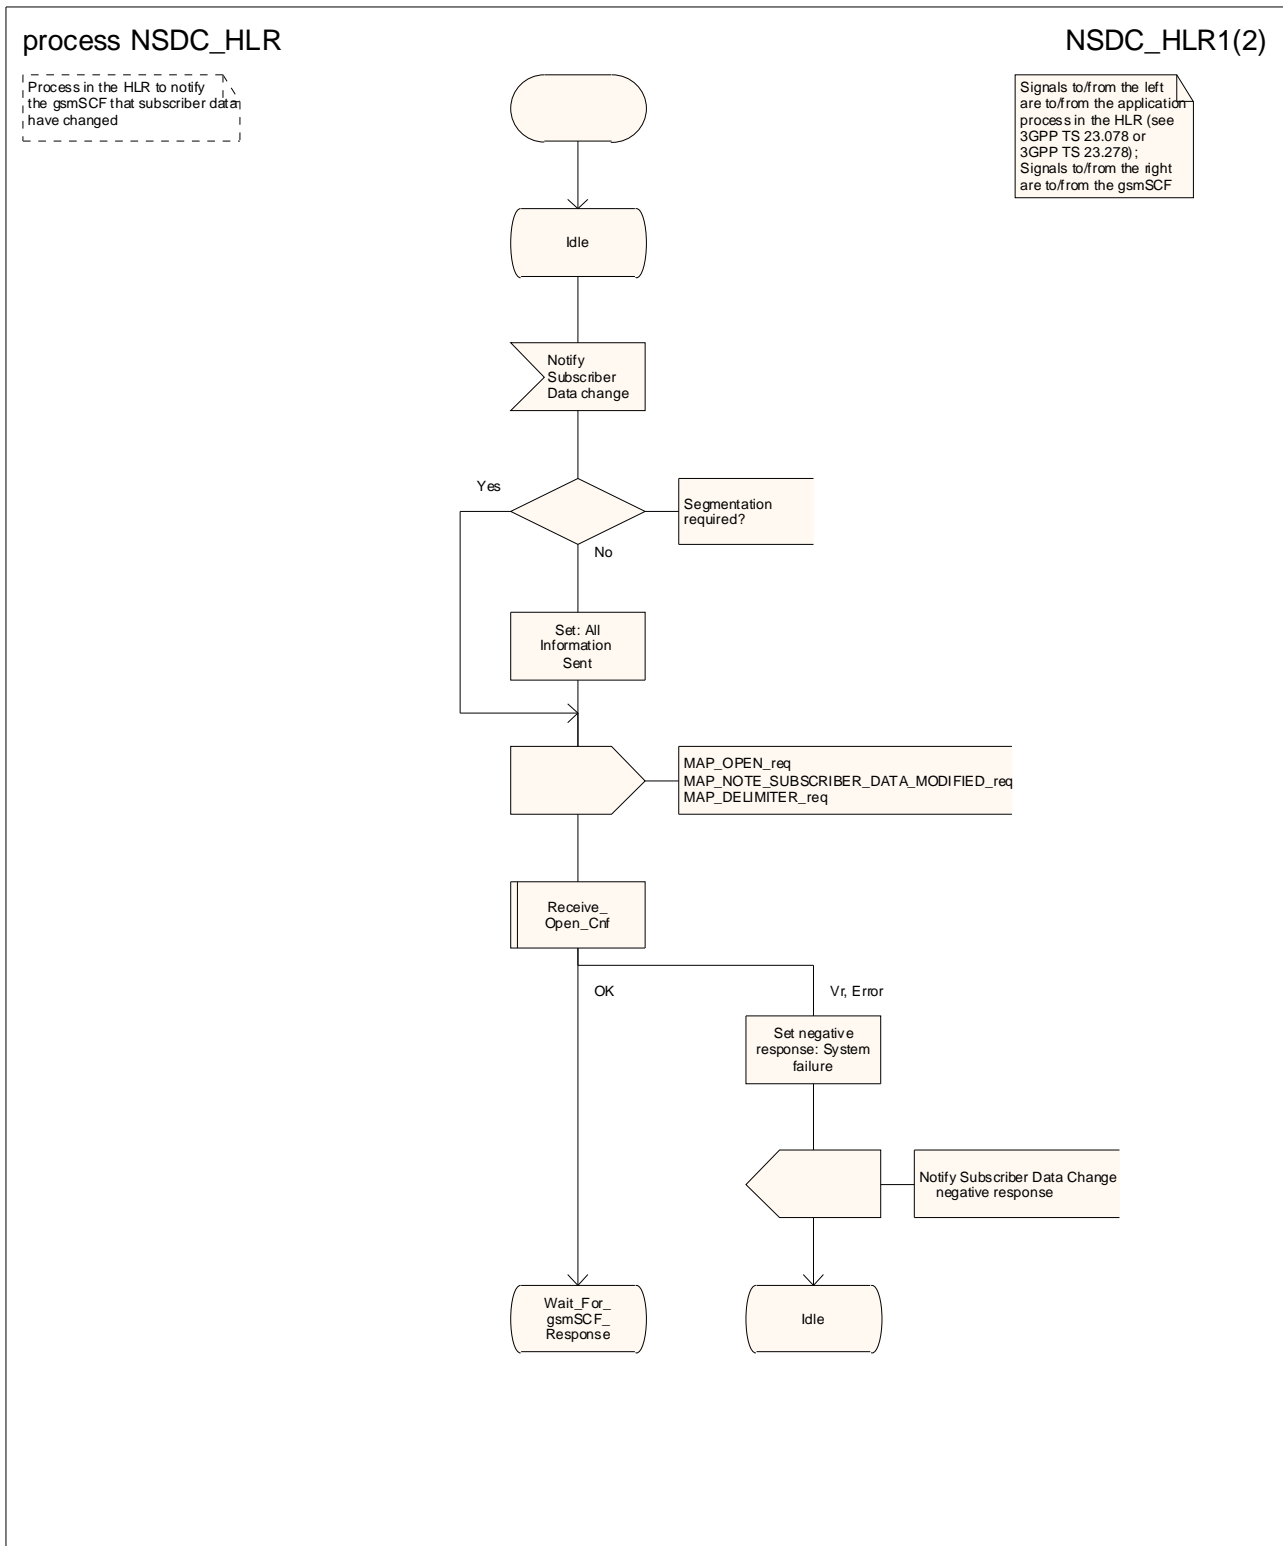 process NSDC_HLR
NSDC_HLR1(2)
Process in the HLR to notify
the gsmSCF that subscriber data
have changed
Signals to/from the left
are to/from the application
process in the HLR (see
3GPP TS 23.078 or
3GPP TS 23.278);
Signals to/from the right
are to/from the gsmSCF
Idle
Notify
Subscriber
Data change
Yes
Segmentation
required?
No
Set: All
Information
Sent
MAP_OPEN_req
MAP_NOTE_SUBSCRIBER_DATA_MODIFIED_req
MAP_DELIMITER_req
Receive_
Open_Cnf
OK
Vr, Error
Set negative
response: System
failure
Notify Subscriber Data Change
negative response
Wait_For_
gsmSCF_
Response
Idle